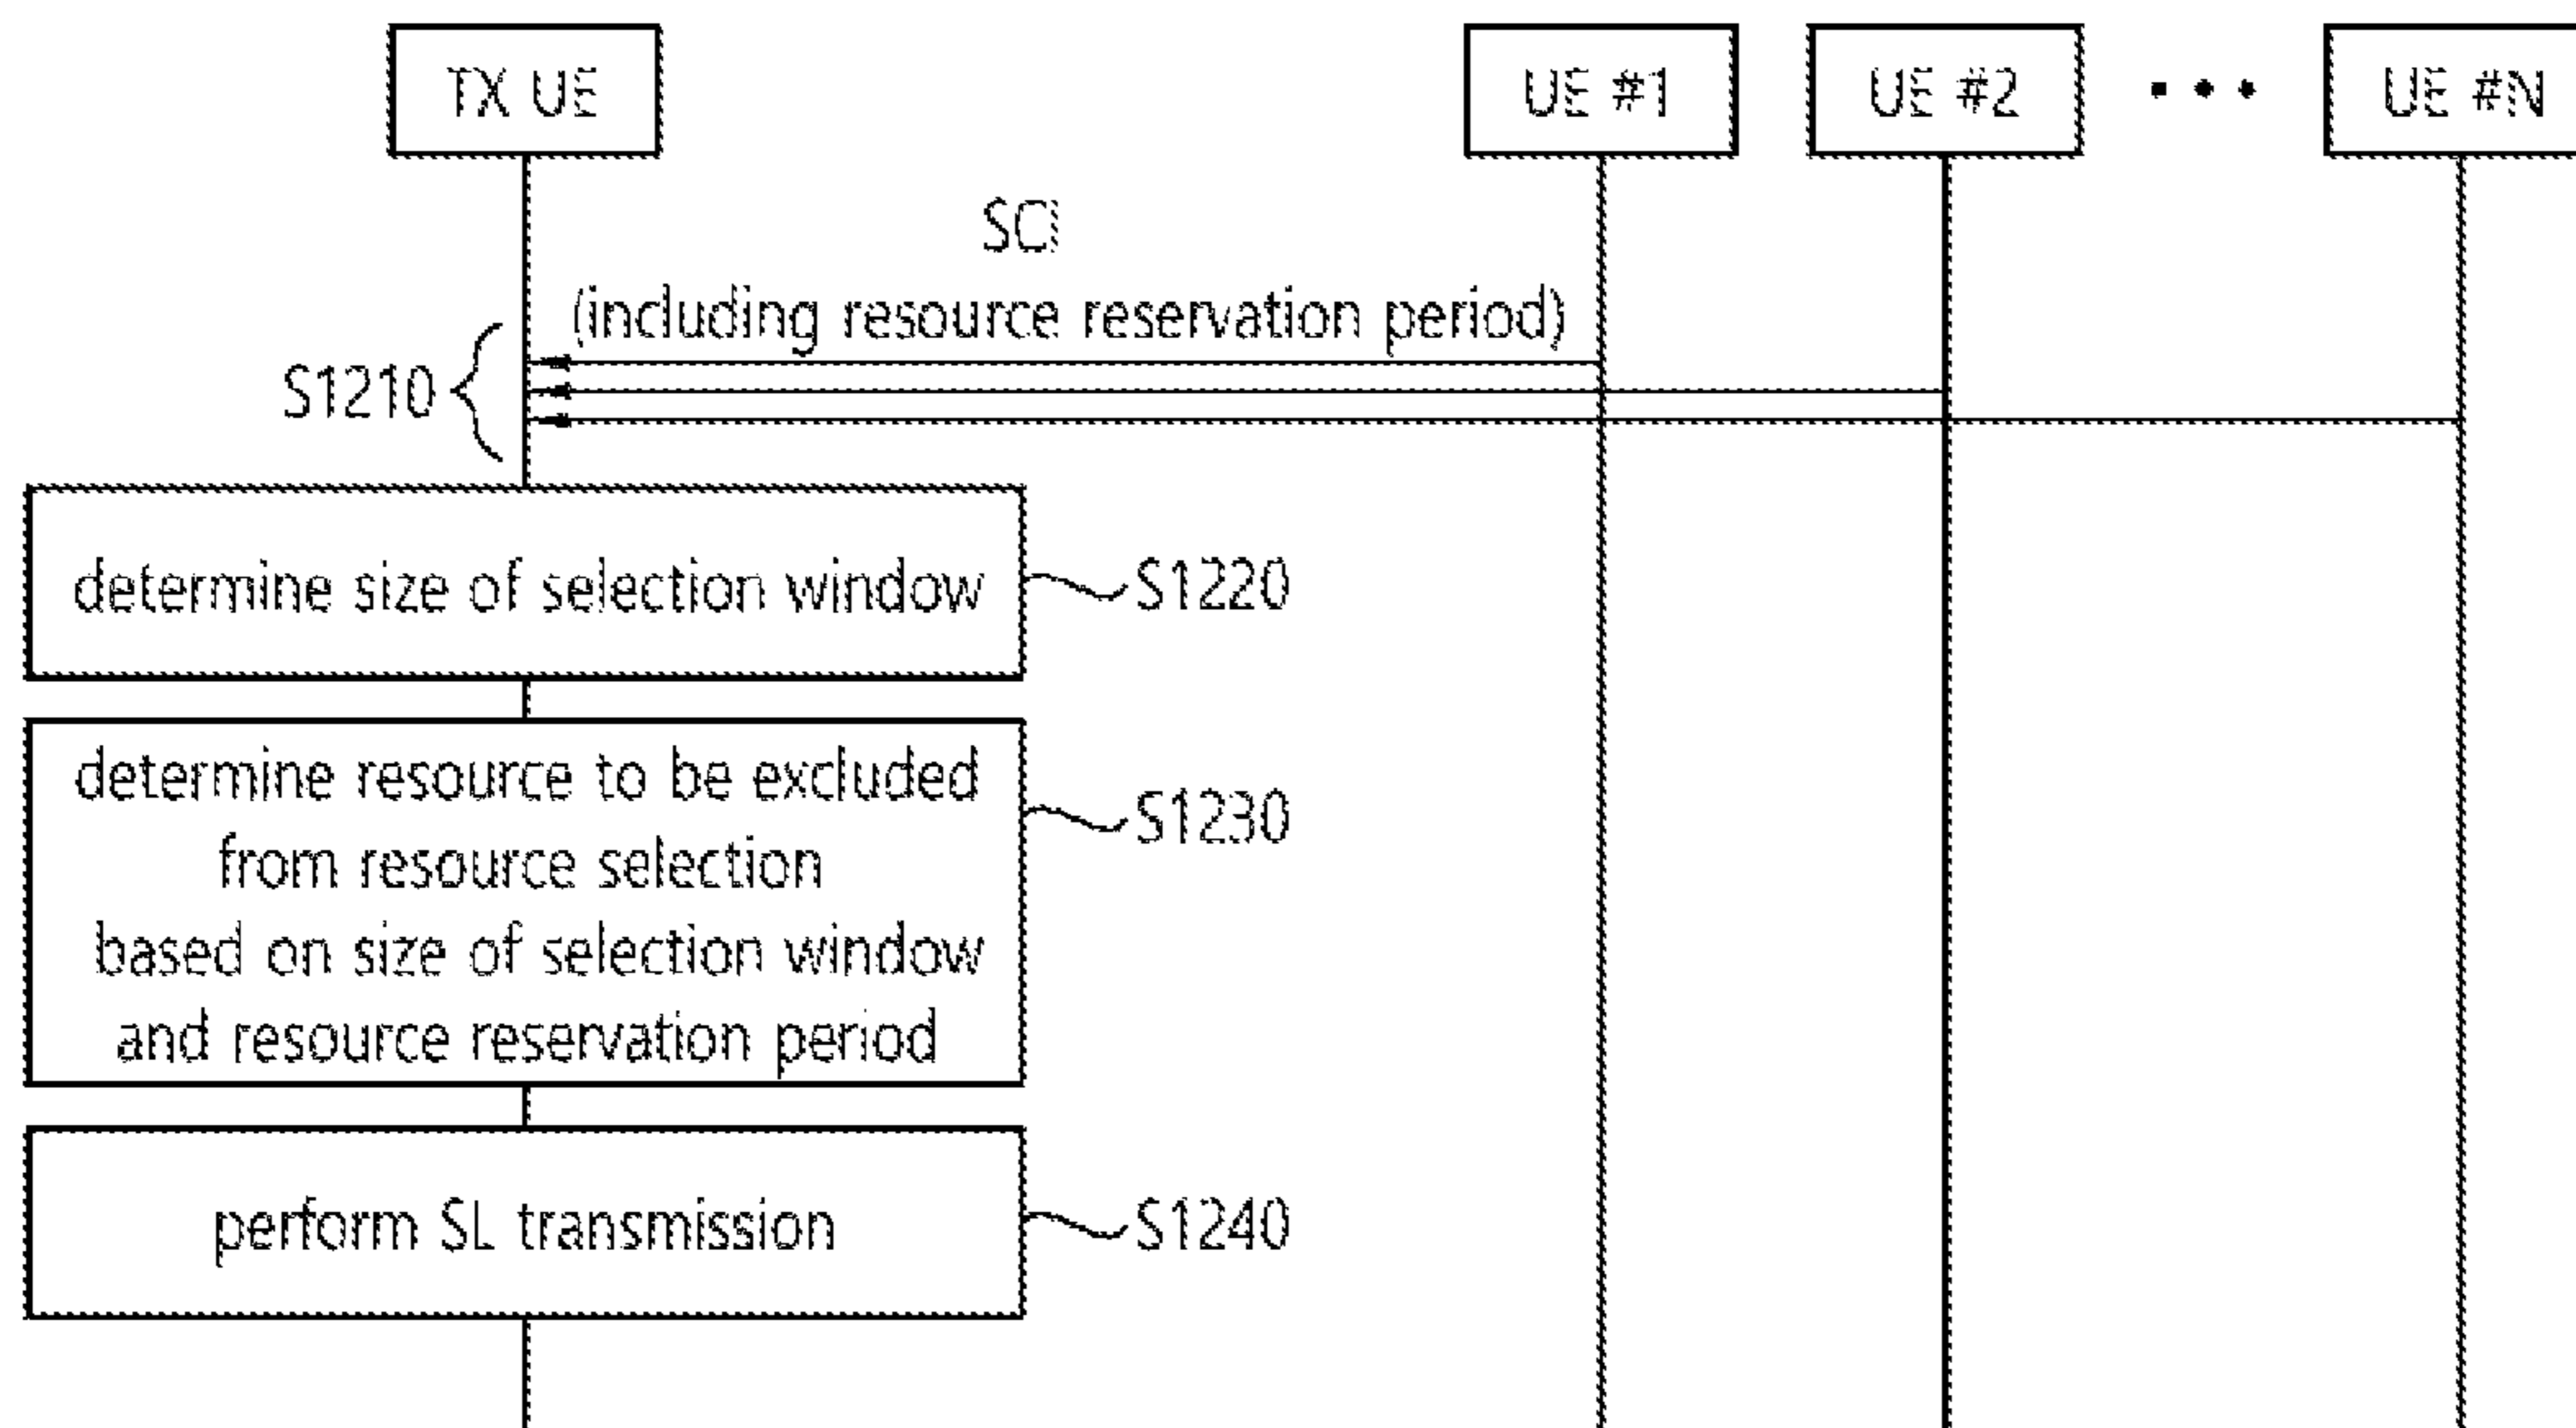 TX UE
UE #1
UE #2
• • •
UE #N
SCI
(including resource reservation period)
S1210
determine size of selection window
S1220
determine resource to be excluded
from resource selection
based on size of selection window
and resource reservation period
S1230
perform SL transmission
S1240